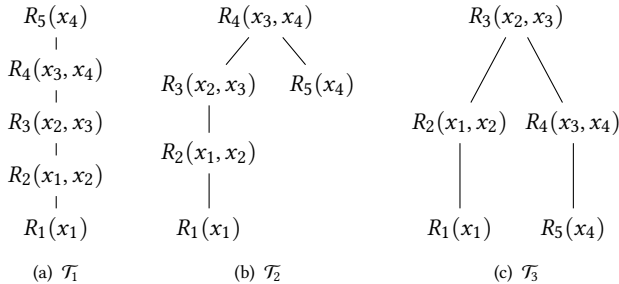 R₅(x₄)
R₄(x₃, x₄)
R₃(x₂, x₃)
R₂(x₁, x₂)
R₁(x₁)
(a) 𝒯₁
R₄(x₃, x₄)
R₃(x₂, x₃) R₅(x₄)
R₂(x₁, x₂)
R₁(x₁)
(b) 𝒯₂
R₃(x₂, x₃)
R₂(x₁, x₂) R₄(x₃, x₄)
R₁(x₁) R₅(x₄)
(c) 𝒯₃